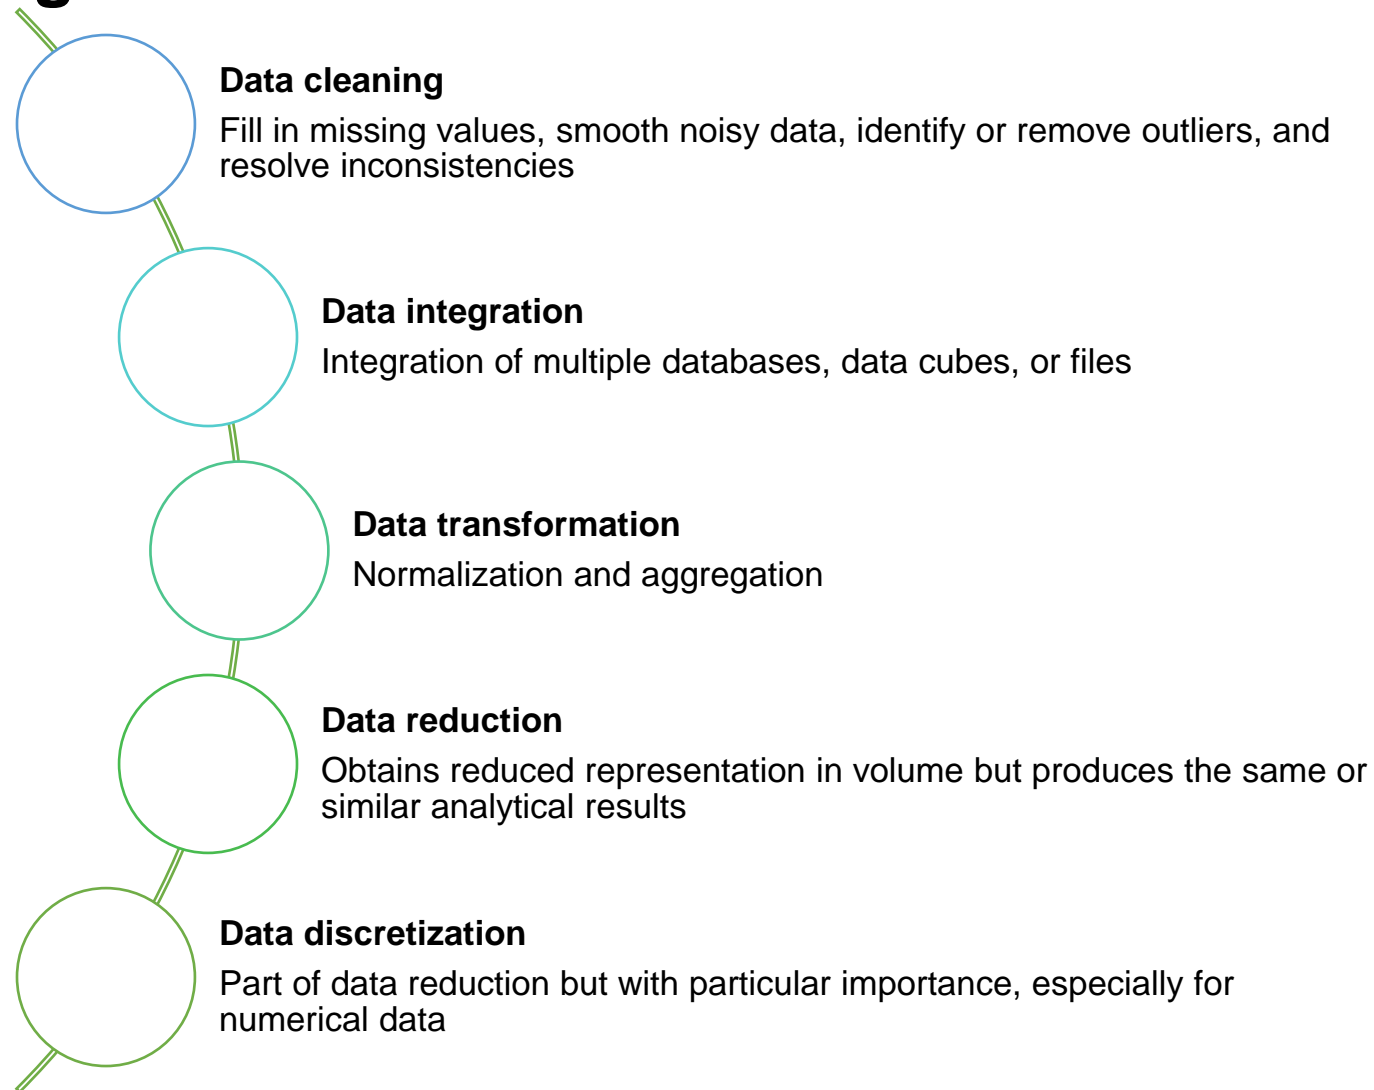 Data cleaning
Fill in missing values, smooth noisy data, identify or remove outliers, and
resolve inconsistencies
Data integration
Integration of multiple databases, data cubes, or files
Data transformation
Normalization and aggregation
Data reduction
Obtains reduced representation in volume but produces the same or
similar analytical results
Data discretization
Part of data reduction but with particular importance, especially for
numerical data